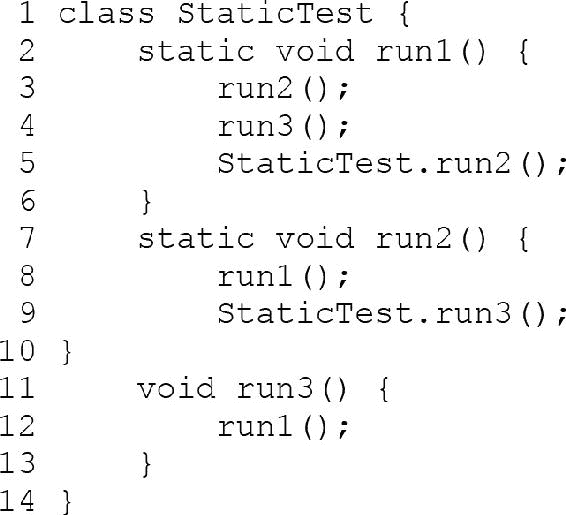 1 class StaticTest {
2     static void run1() {
3         run2();
4         run3();
5         StaticTest.run2();
6     }
7     static void run2() {
8         run1();
9         StaticTest.run3();
10 }
11     void run3() {
12         run1();
13     }
14 }